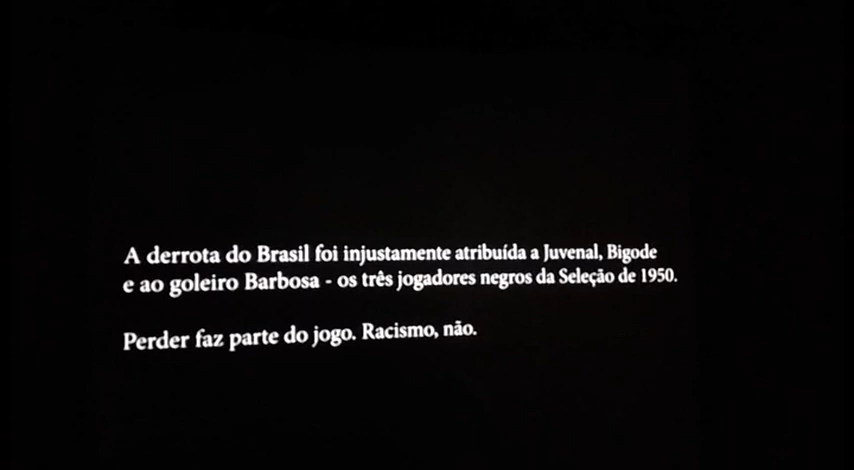 A derrota do Brasil foi injustamente atribuída a Juvenal, Bigode
e ao goleiro Barbosa - os três jogadores negros da Seleção de 1950.
Perder faz parte do jogo. Racismo, não.